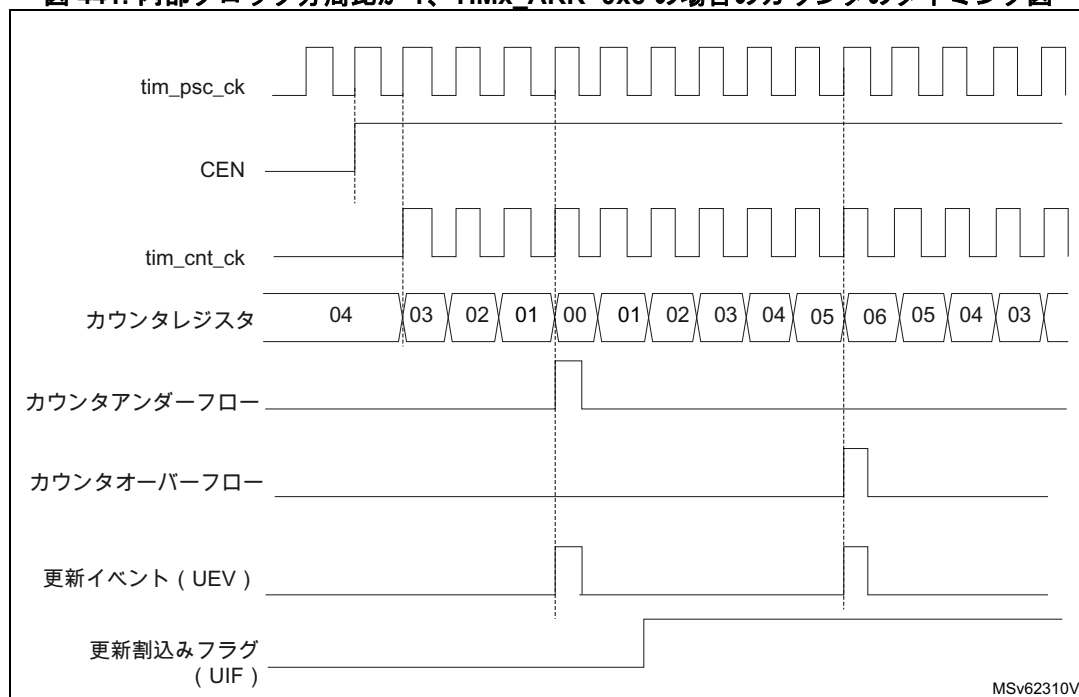 tim_psc_ck
CEN
tim_cnt_ck
カウンタレジスタ 04 03 02 01 00 01 02 03 04 05 06 05 04 03
カウンタアンダーフロー
カウンタオーバーフロー
更新イベント ( UEV )
更新割込みフラグ
( UIF )
MSv62310V